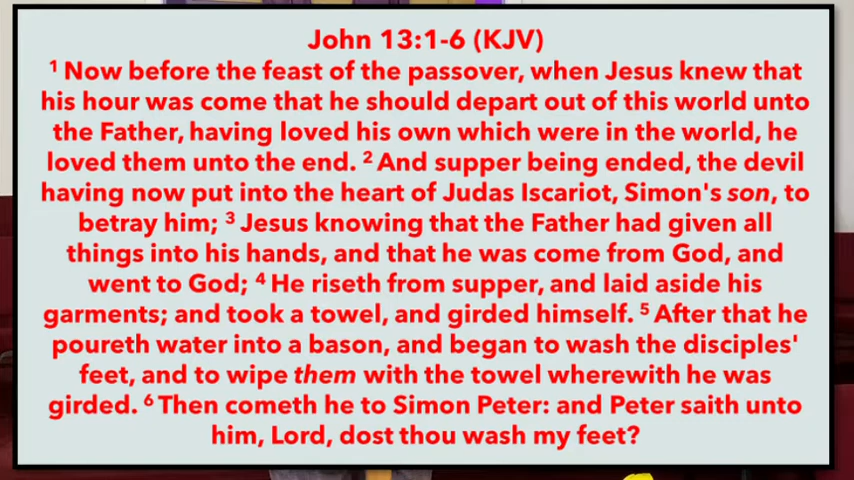 John 13:1-6 (KJV)
1 Now before the feast of the passover, when Jesus knew that
his hour was come that he should depart out of this world unto
the Father, having loved his own which were in the world, he
loved them unto the end. 2 And supper being ended, the devil
having now put into the heart of Judas Iscariot, Simon's son, to
betray him; 3 Jesus knowing that the Father had given all
things into his hands, and that he was come from God, and
went to God; 4 He riseth from supper, and laid aside his
garments; and took a towel, and girded himself. 5 After that he
poureth water into a bason, and began to wash the disciples'
feet, and to wipe them with the towel wherewith he was
girded. 6 Then cometh he to Simon Peter: and Peter saith unto
him, Lord, dost thou wash my feet?